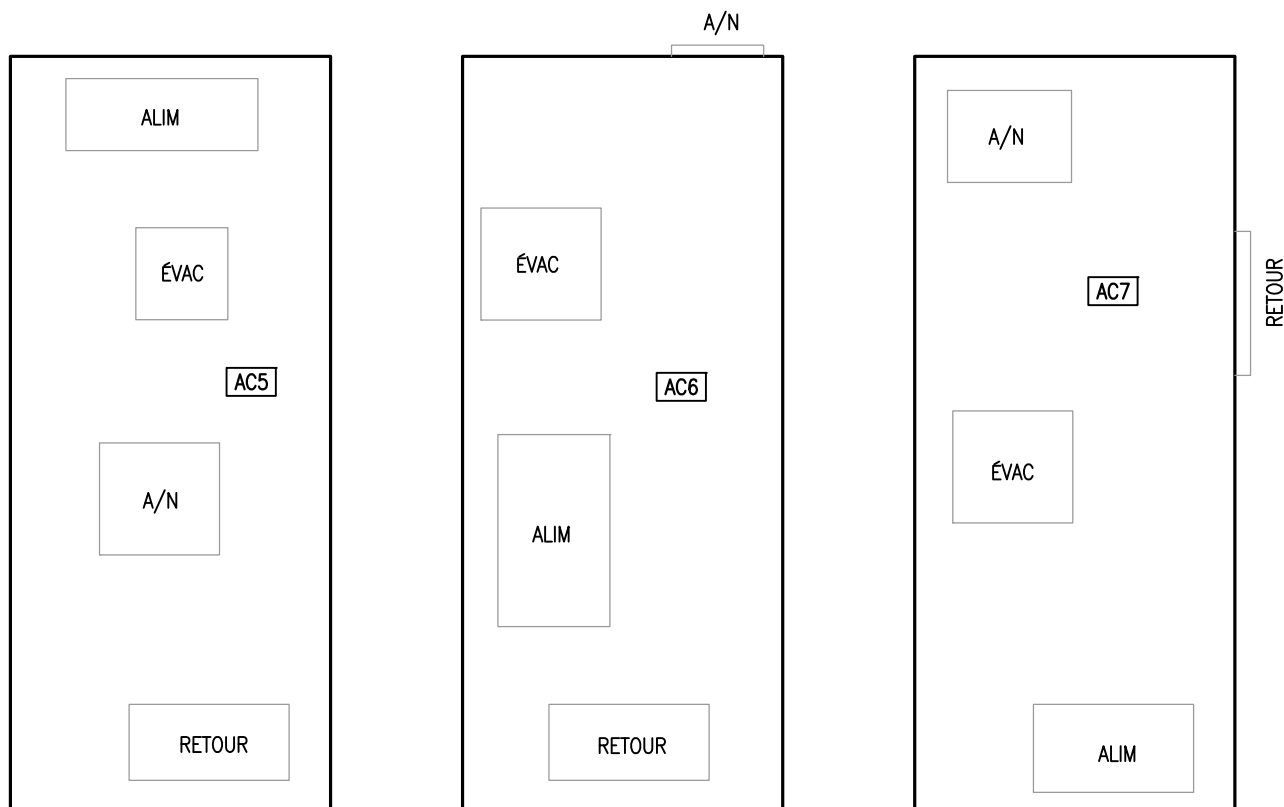 ALIM
ÉVAC
AC5
A/N
RETOUR
A/N
ÉVAC
AC6
ALIM
RETOUR
A/N
AC7
RETOUR
ÉVAC
ALIM